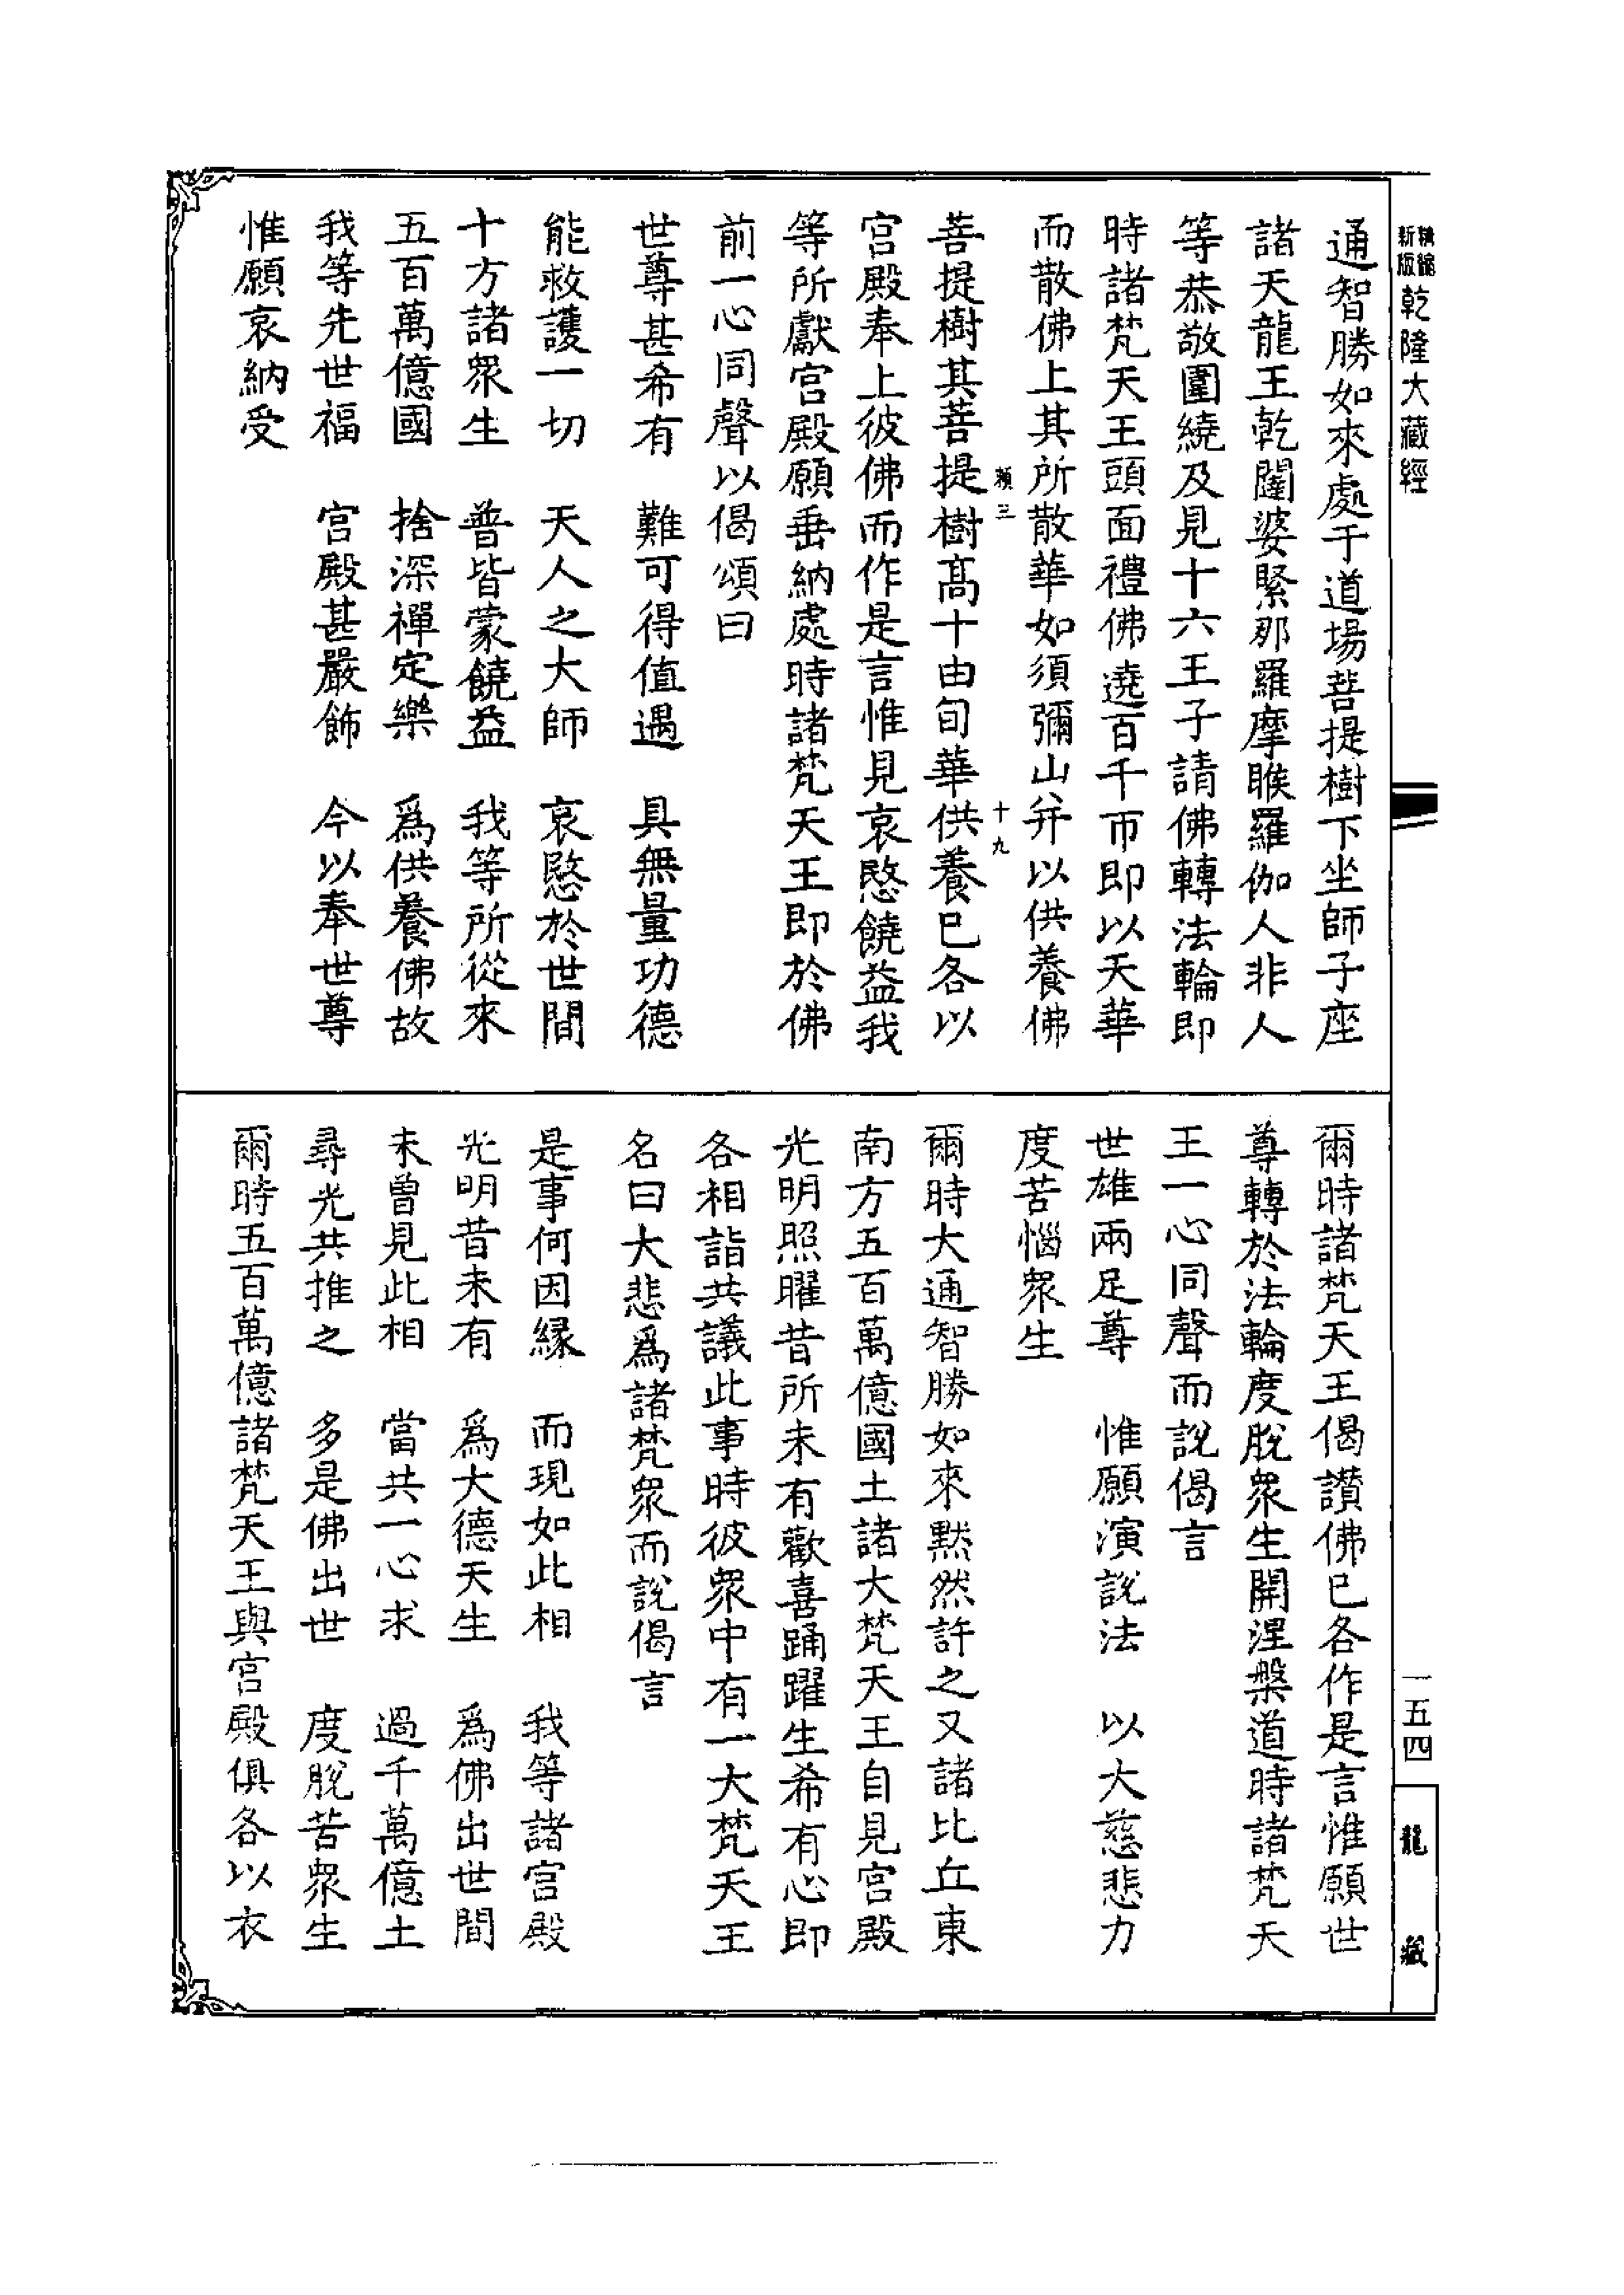 新版 精縮 乾隆大藏經
一五四
龍藏
通智勝如來處于道場菩提樹下坐師子座
諸天龍王乾闥婆緊那羅摩睺羅伽人非人
等恭敬圍繞及見十六王子請佛轉法輪即
時諸梵天王頭面禮佛遶百千帀即以天華
而散佛上其所散華如須彌山并以供養佛
賴三
十九
菩提樹其菩提樹髙十由旬華供養已各以
宫殿奉上彼佛而作是言惟見哀愍饒益我
等所獻宫殿願垂納處時諸梵天王即於佛
前一心同聲以偈頌曰
世尊甚希有　難可得值遇　具無量功德
能救護一切　天人之大師　哀愍於世間
十方諸衆生　普皆蒙饒益　我等所從來
五百萬億國　捨深禪定樂　爲供養佛故
我等先世福　宫殿甚嚴飾　今以奉世尊
惟願哀納受
爾時諸梵天王偈讃佛已各作是言惟願世
尊轉於法輪度脫衆生開涅槃道時諸梵天
王一心同聲而說偈言
世雄兩足尊　惟願演說法　以大慈悲力
度苦惱衆生
爾時大通智勝如來默然許之又諸比丘東
南方五百萬億國土諸大梵天王自見宫殿
光明照曜昔所未有歡喜踊躍生希有心即
各相詣共議此事時彼衆中有一大梵天王
名曰大悲爲諸梵衆而說偈言
是事何因緣　而現如此相　我等諸宫殿
光明昔未有　爲大德天生　爲佛出世間
未曾見此相　當共一心求　過千萬億土
尋光共推之　多是佛出世　度脫苦衆生
爾時五百萬億諸梵天王與宫殿俱各以衣